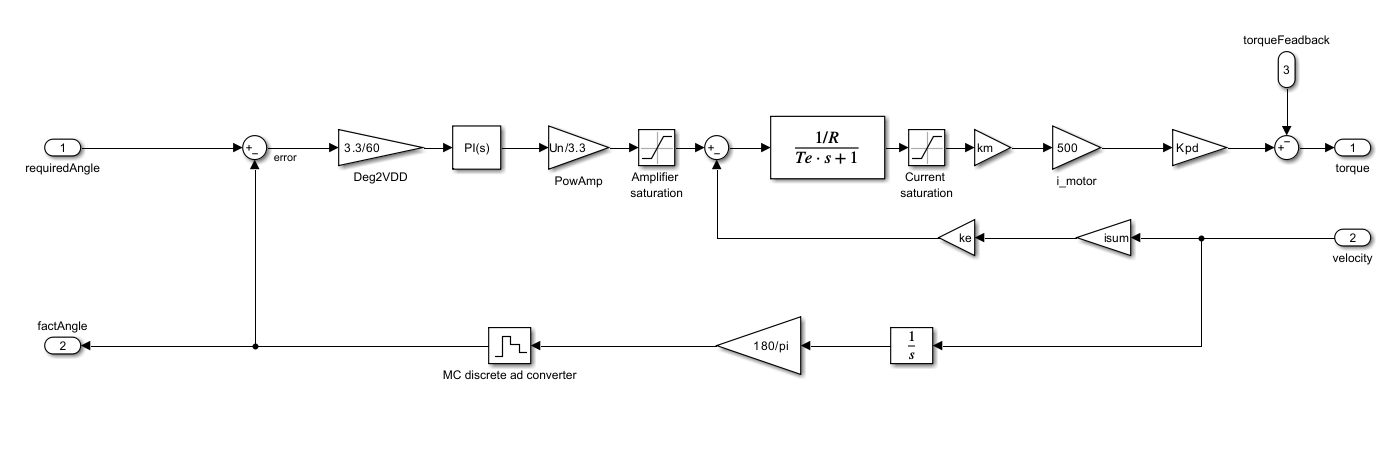 torqueFeadback
3
1
requiredAngle
+
−
error
3.3/60
Deg2VDD
PI(s)
Un/3.3
PowAmp
Amplifier
saturation
+
−
1/R
Te · s + 1
Current
saturation
km
500
i_motor
Kpd
+
−
1
torque
ke
isum
2
velocity
factAngle
2
MC discrete ad converter
180/pi
1
s